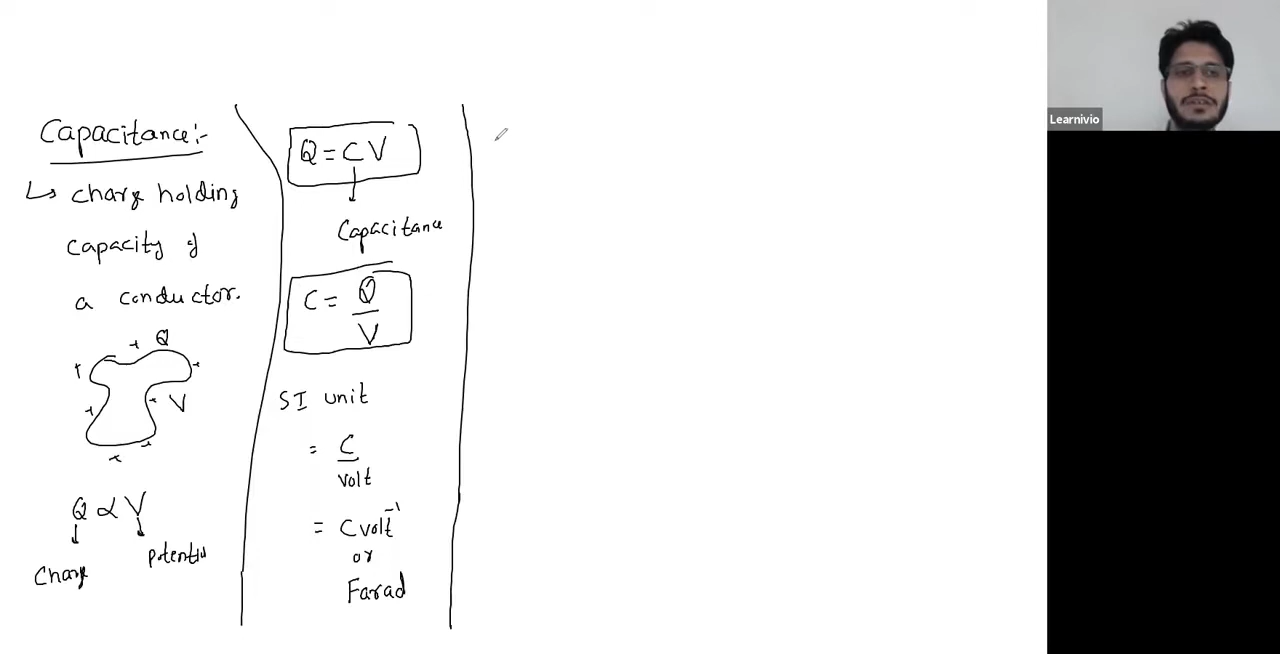 Capacitance:-
↳ Charge holding
capacity of
a conductor.
+ Q
+ +
+ + V
+
+
Q ∝ V
↓ ↓
Charge potential
Q = CV
↓
Capacitance
C = Q
V
SI unit
= C
volt
= C volt⁻¹
or
Farad
Learnivio